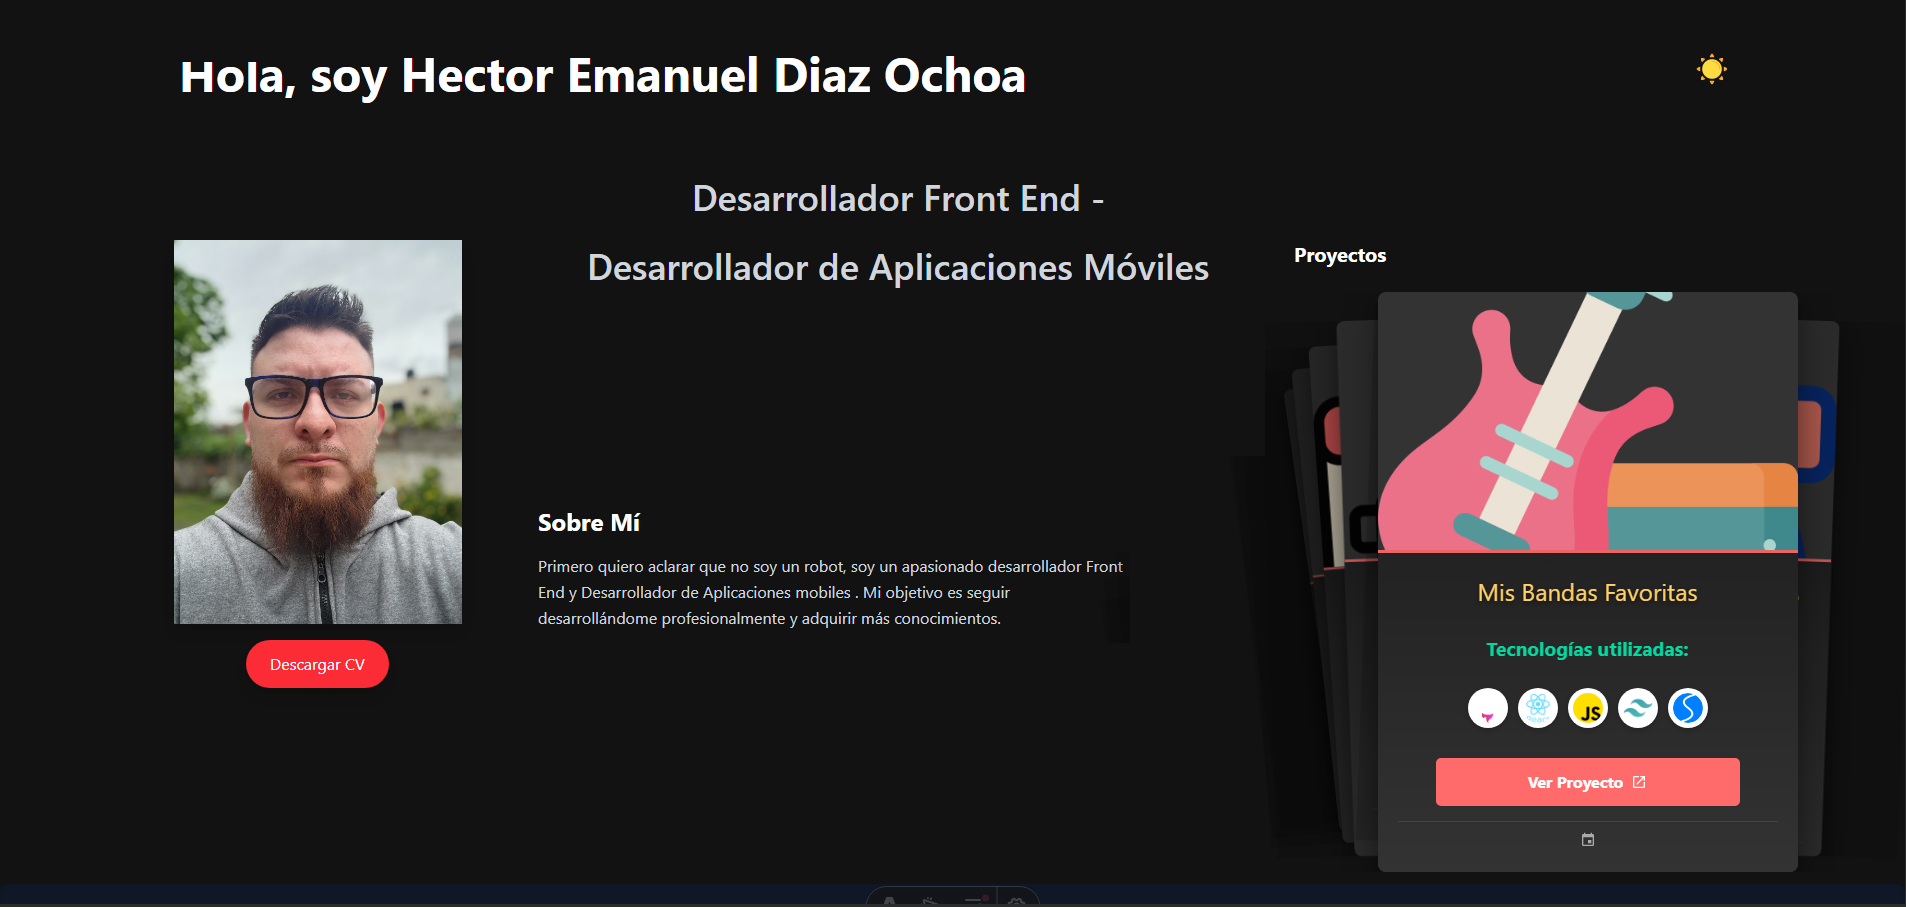 Hola, soy Hector Emanuel Diaz Ochoa
Desarrollador Front End -
Desarrollador de Aplicaciones Móviles
Descargar CV
Sobre Mí
Primero quiero aclarar que no soy un robot, soy un apasionado desarrollador Front
End y Desarrollador de Aplicaciones mobiles . Mi objetivo es seguir
desarrollándome profesionalmente y adquirir más conocimientos.
Proyectos
Mis Bandas Favoritas
Tecnologías utilizadas:
JS
Ver Proyecto